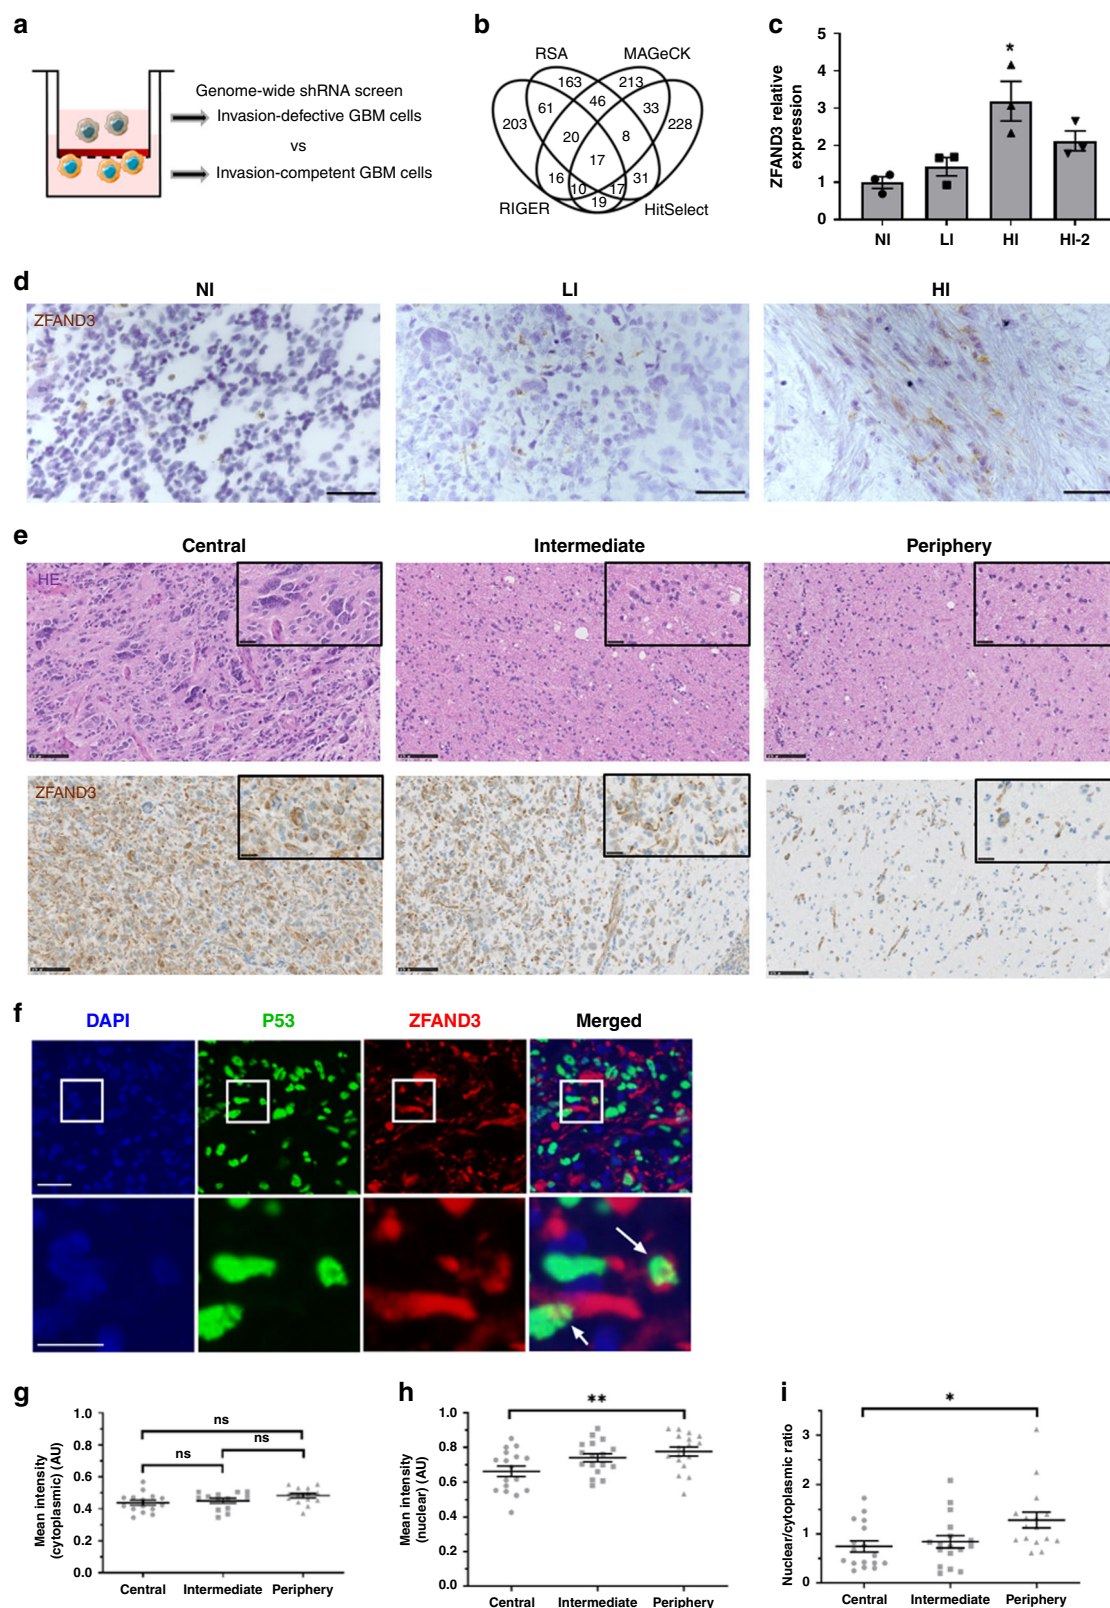 a
Genome-wide shRNA screen
Invasion-defective GBM cells
vs
Invasion-competent GBM cells
b
RSA
MAGeCK
163
213
61
46
33
203
20
8
228
17
16
10
17
31
19
RIGER
HitSelect
c
ZFAND3 relative
expression
5
4
3
2
1
0
*
NI
LI
HI
HI-2
d
NI
LI
HI
ZFAND3
e
Central
Intermediate
Periphery
HE
ZFAND3
f
DAPI
P53
ZFAND3
Merged
g
Mean intensity
(cytoplasmic) (AU)
1.0
0.8
0.6
0.4
0.2
0.0
ns
ns
ns
Central
Intermediate
Periphery
h
Mean intensity
(nuclear) (AU)
1.0
0.8
0.6
0.4
0.2
0.0
**
Central
Intermediate
Periphery
i
Nuclear/cytoplasmic ratio
3
2
1
0
*
Central
Intermediate
Periphery